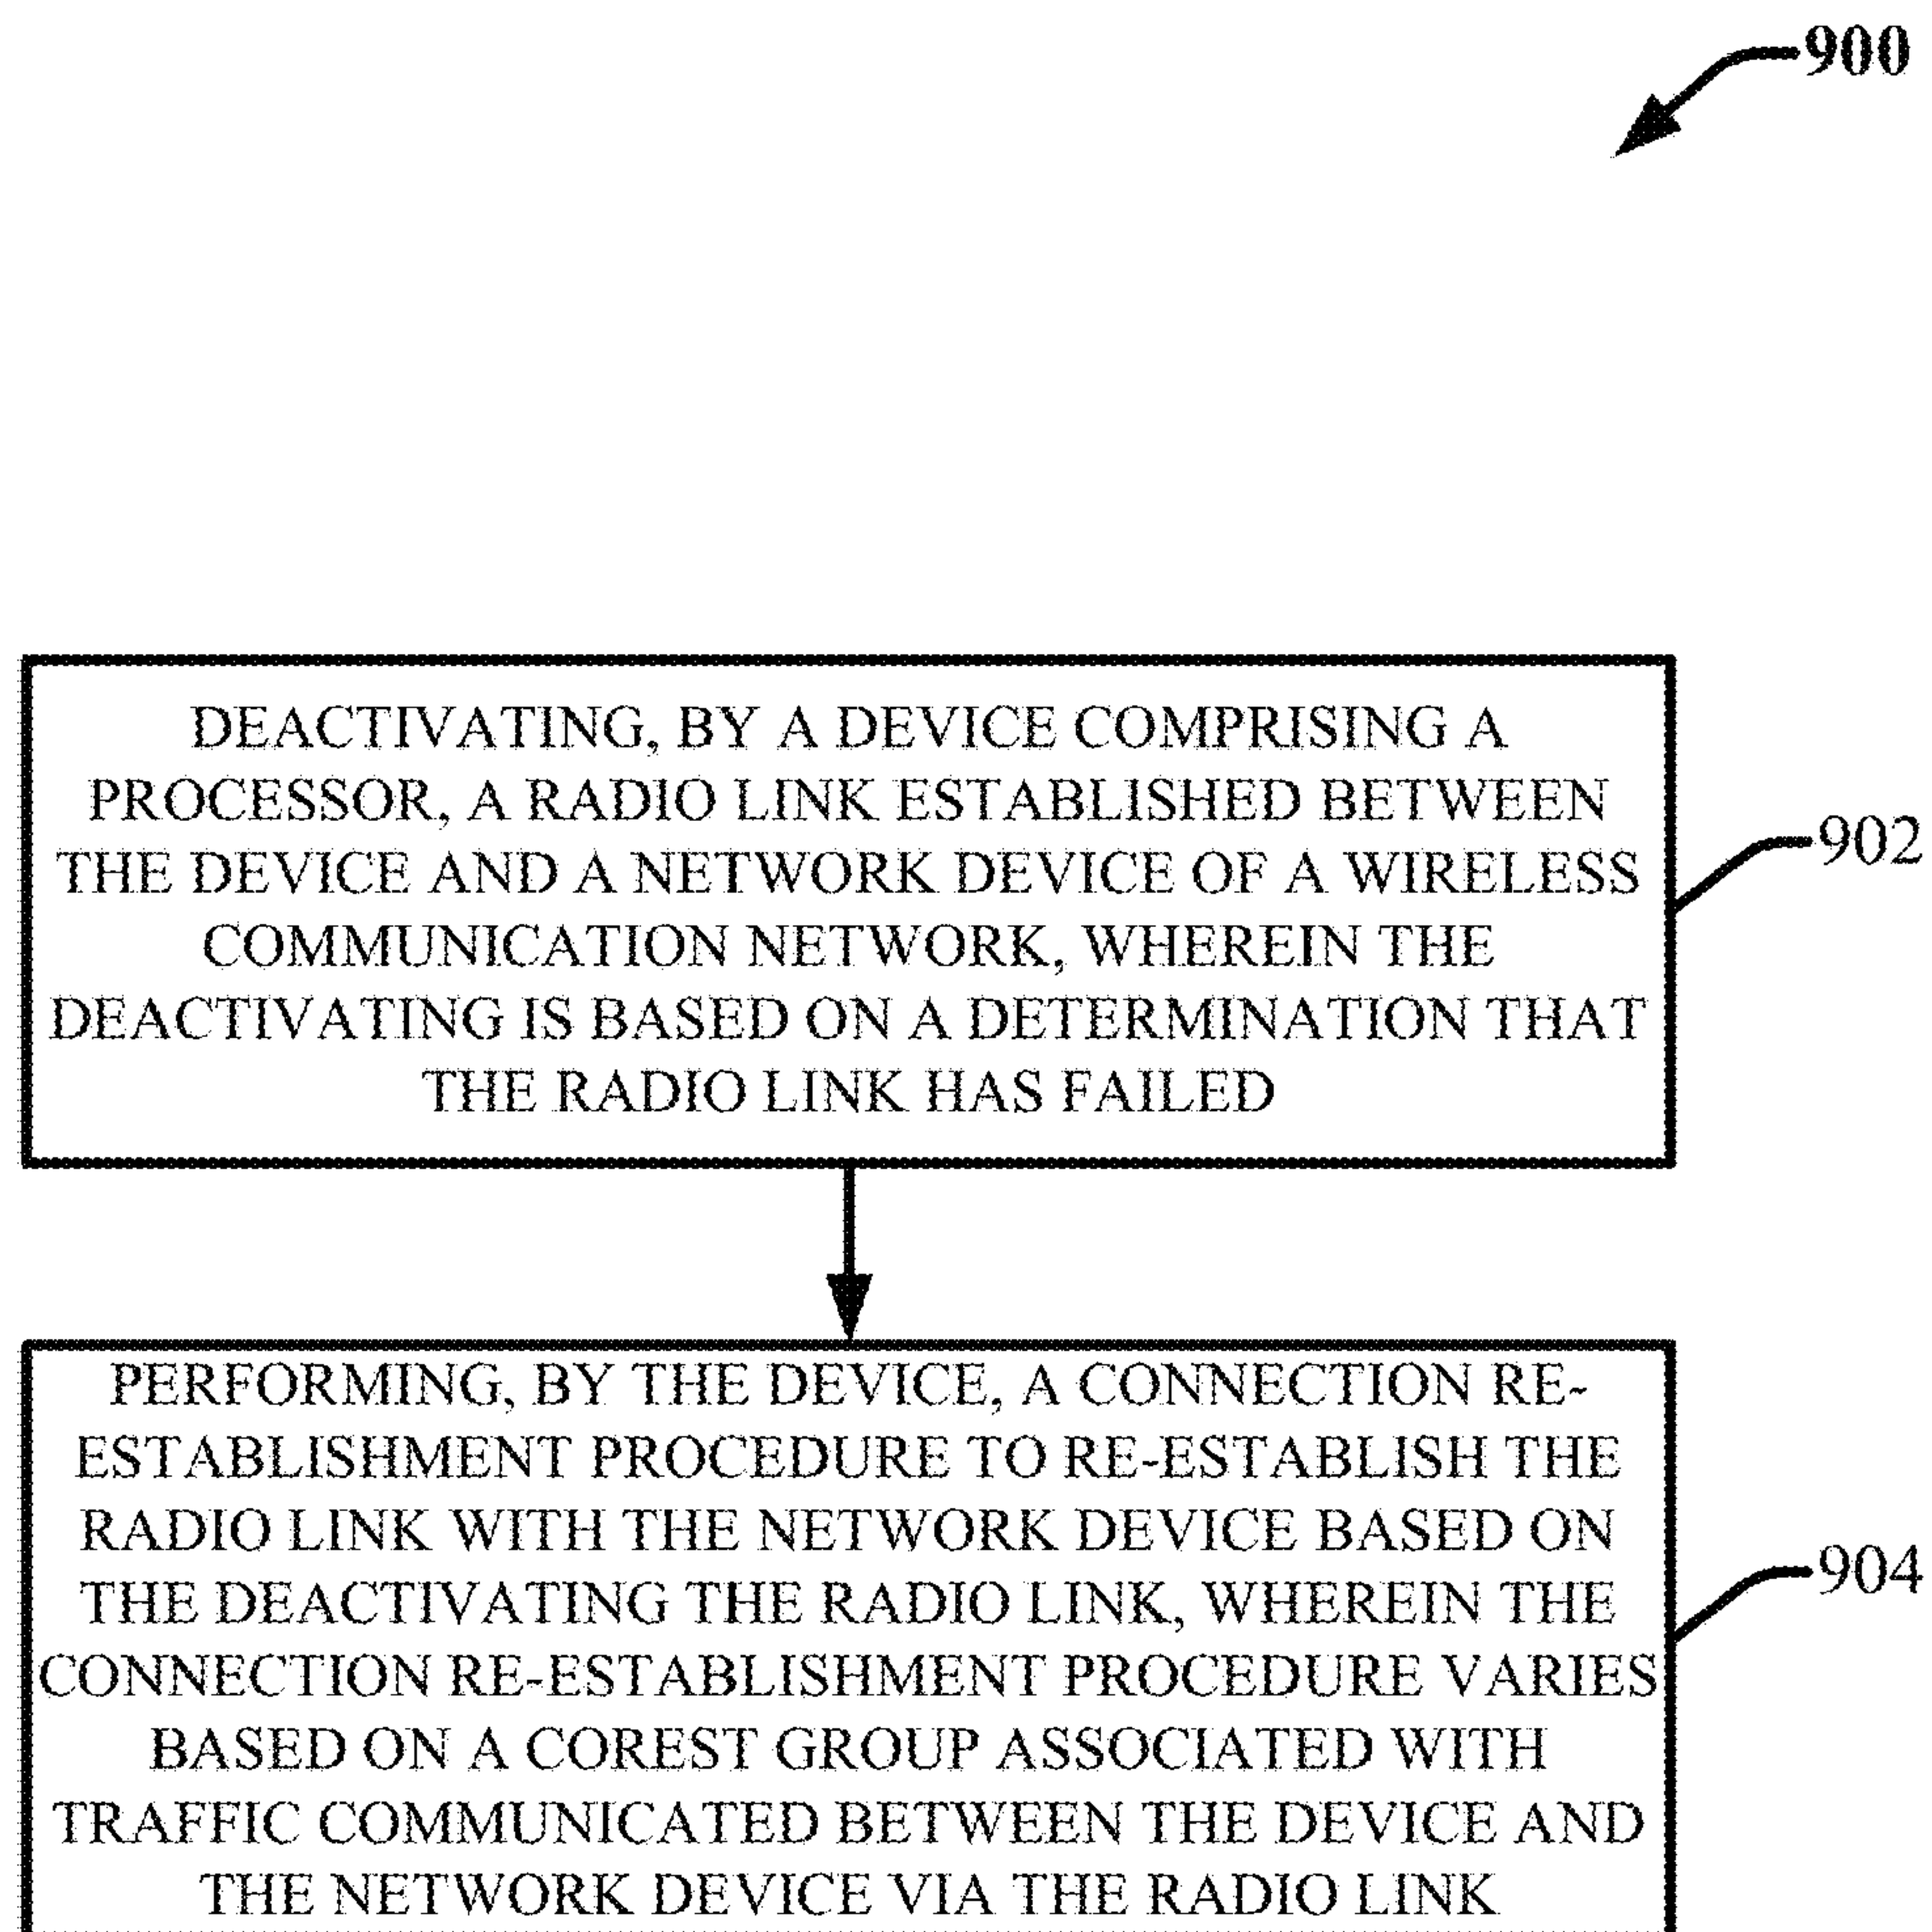 900
DEACTIVATING, BY A DEVICE COMPRISING A
PROCESSOR, A RADIO LINK ESTABLISHED BETWEEN
THE DEVICE AND A NETWORK DEVICE OF A WIRELESS
COMMUNICATION NETWORK, WHEREIN THE
DEACTIVATING IS BASED ON A DETERMINATION THAT
THE RADIO LINK HAS FAILED
902
PERFORMING, BY THE DEVICE, A CONNECTION RE-
ESTABLISHMENT PROCEDURE TO RE-ESTABLISH THE
RADIO LINK WITH THE NETWORK DEVICE BASED ON
THE DEACTIVATING THE RADIO LINK, WHEREIN THE
CONNECTION RE-ESTABLISHMENT PROCEDURE VARIES
BASED ON A COREST GROUP ASSOCIATED WITH
TRAFFIC COMMUNICATED BETWEEN THE DEVICE AND
THE NETWORK DEVICE VIA THE RADIO LINK
904